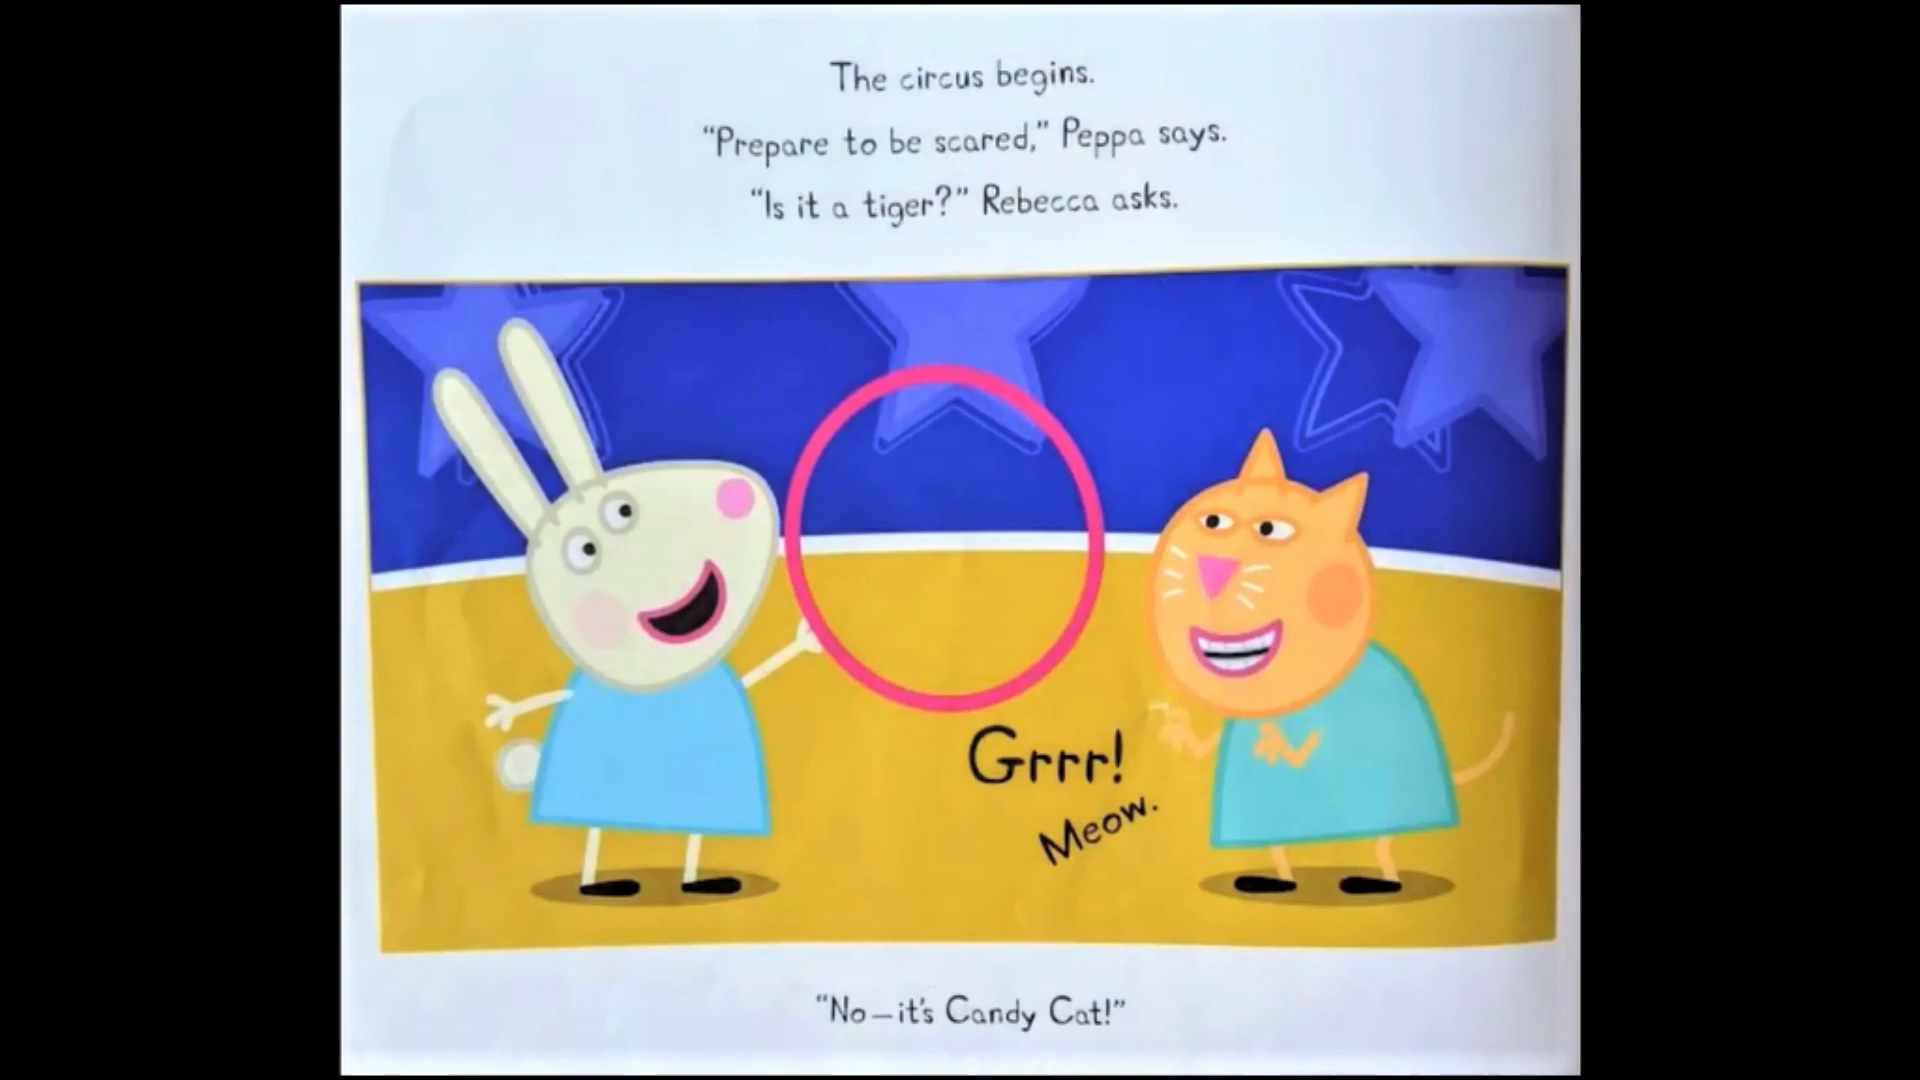 The circus begins.
“Prepare to be scared,” Peppa says.
“Is it a tiger?” Rebecca asks.
Grrr!
Meow.
“No—it's Candy Cat!”